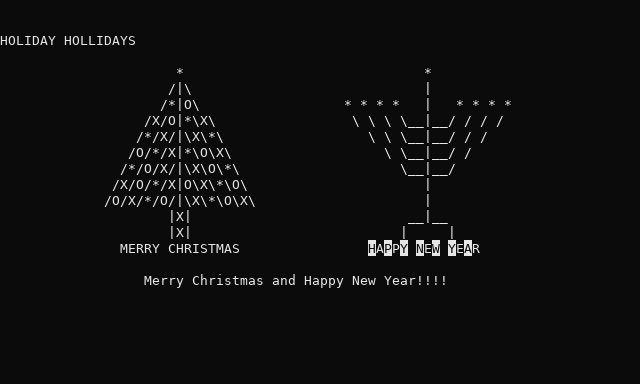 HOLIDAY HOLLIDAYS
MERRY CHRISTMAS
HAPPY NEW YEAR
Merry Christmas and Happy New Year!!!!